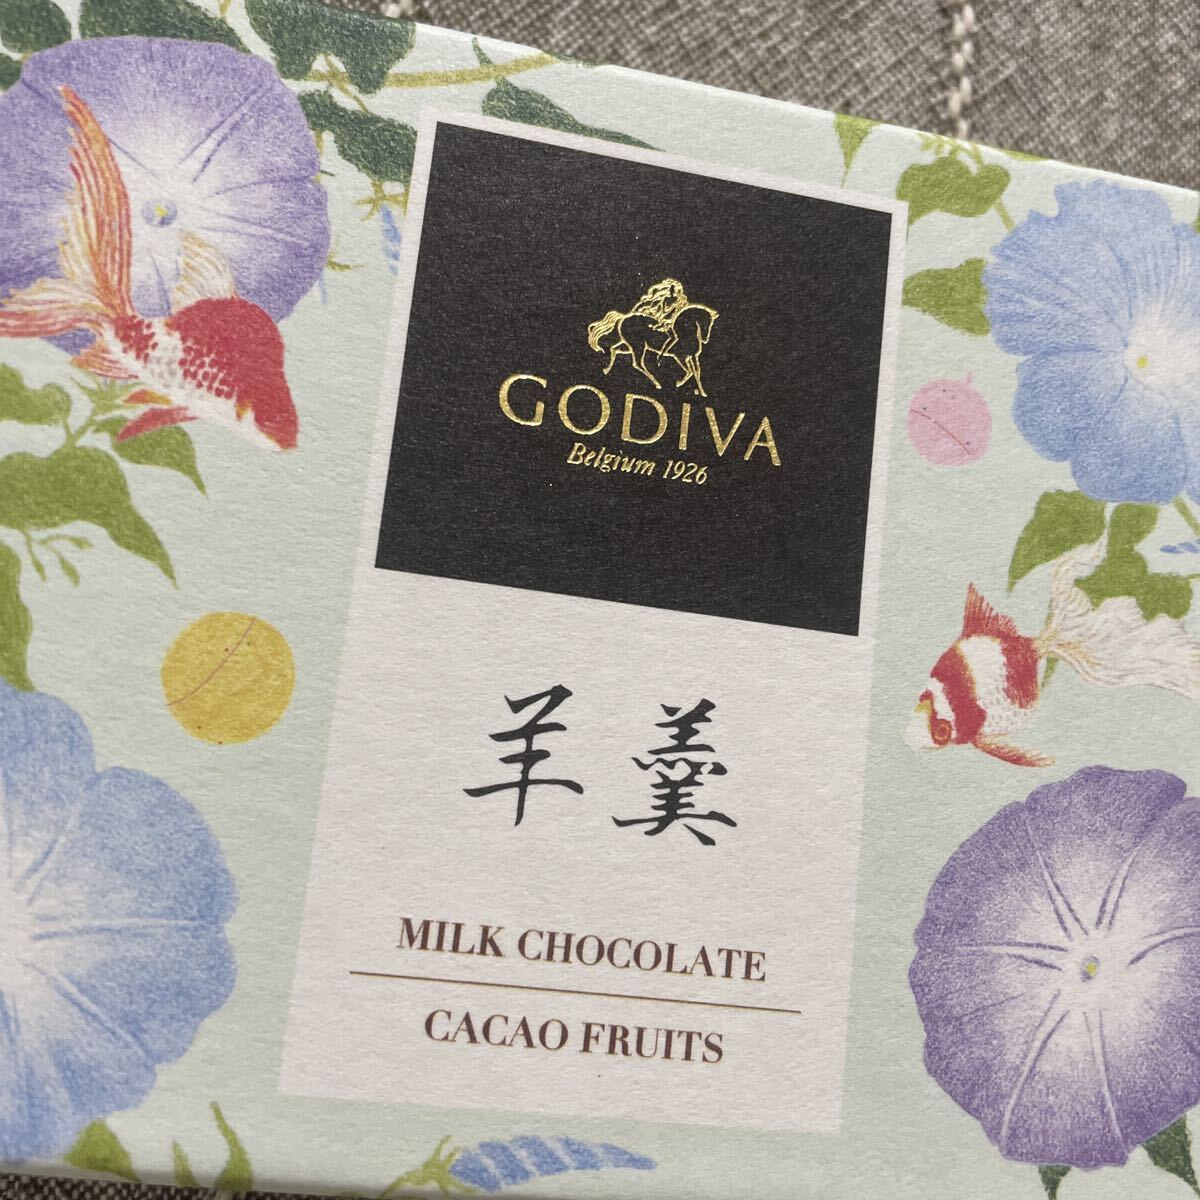 GODIVA
Belgium 1926
羊羹
MILK CHOCOLATE
CACAO FRUITS